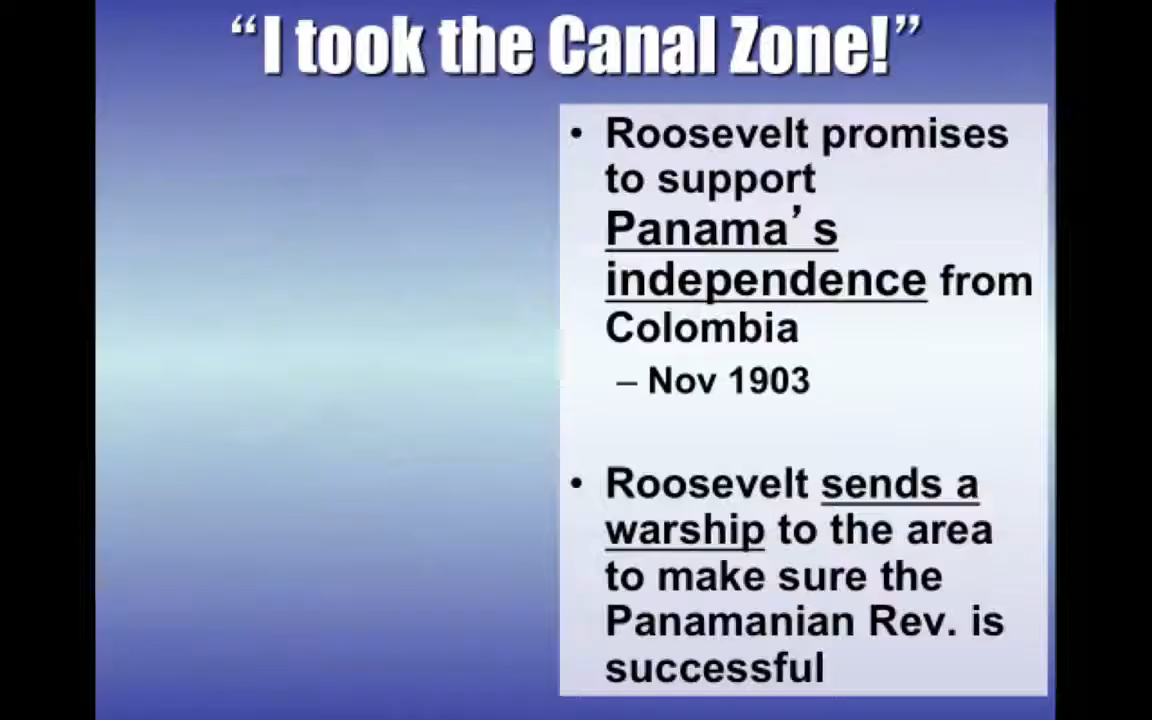 “I took the Canal Zone!”
• Roosevelt promises
to support
Panama’s
independence from
Colombia
– Nov 1903
• Roosevelt sends a
warship to the area
to make sure the
Panamanian Rev. is
successful